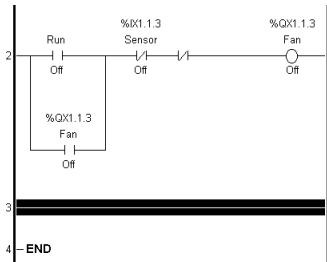 %IX1.1.3 %QX1.1.3
Run Sensor Fan
2
Off Off Off
%QX1.1.3
Fan
Off
3
4 END